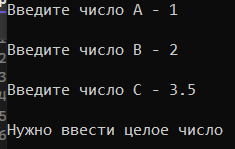 Введите число A - 1
Введите число B - 2
Введите число C - 3.5
Нужно ввести целое число